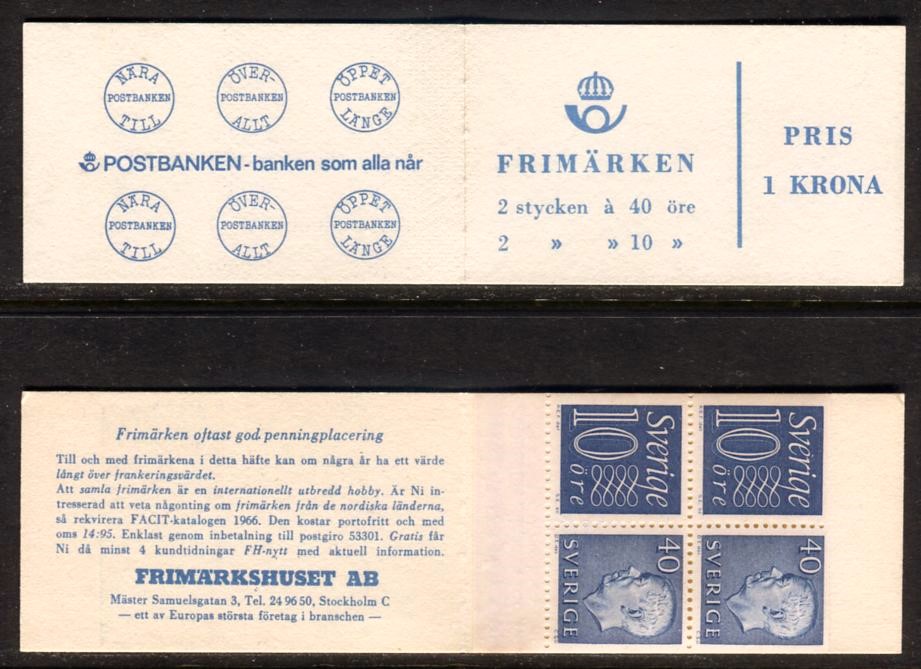 NÄRA POSTBANKEN TILL
ÖVER- POSTBANKEN ALLT
ÖPPET POSTBANKEN LÄNGE
POSTBANKEN - banken som alla når
NÄRA POSTBANKEN TILL
ÖVER- POSTBANKEN ALLT
ÖPPET POSTBANKEN LÄNGE
FRIMÄRKEN
2 stycken à 40 öre
2 » » 10 »
PRIS
1 KRONA
Frimärken oftast god penningplacering
Till och med frimärkena i detta häfte kan om några år ha ett värde
långt över frankeringsvärdet.
Att samla frimärken är en internationellt utbredd hobby. Är Ni in-
tresserad att veta någonting om frimärken från de nordiska länderna,
så rekvirera FACIT-katalogen 1966. Den kostar portofritt och med
oms 14:95. Enklast genom inbetalning till postgiro 53301. Gratis får
Ni då minst 4 kundtidningar FH-nytt med aktuell information.
FRIMÄRKSHUSET AB
Mäster Samuelsgatan 3, Tel. 24 96 50, Stockholm C
— ett av Europas största företag i branschen —
Sverige
10
öre
Sverige
10
öre
40
SVERIGE
40
SVERIGE